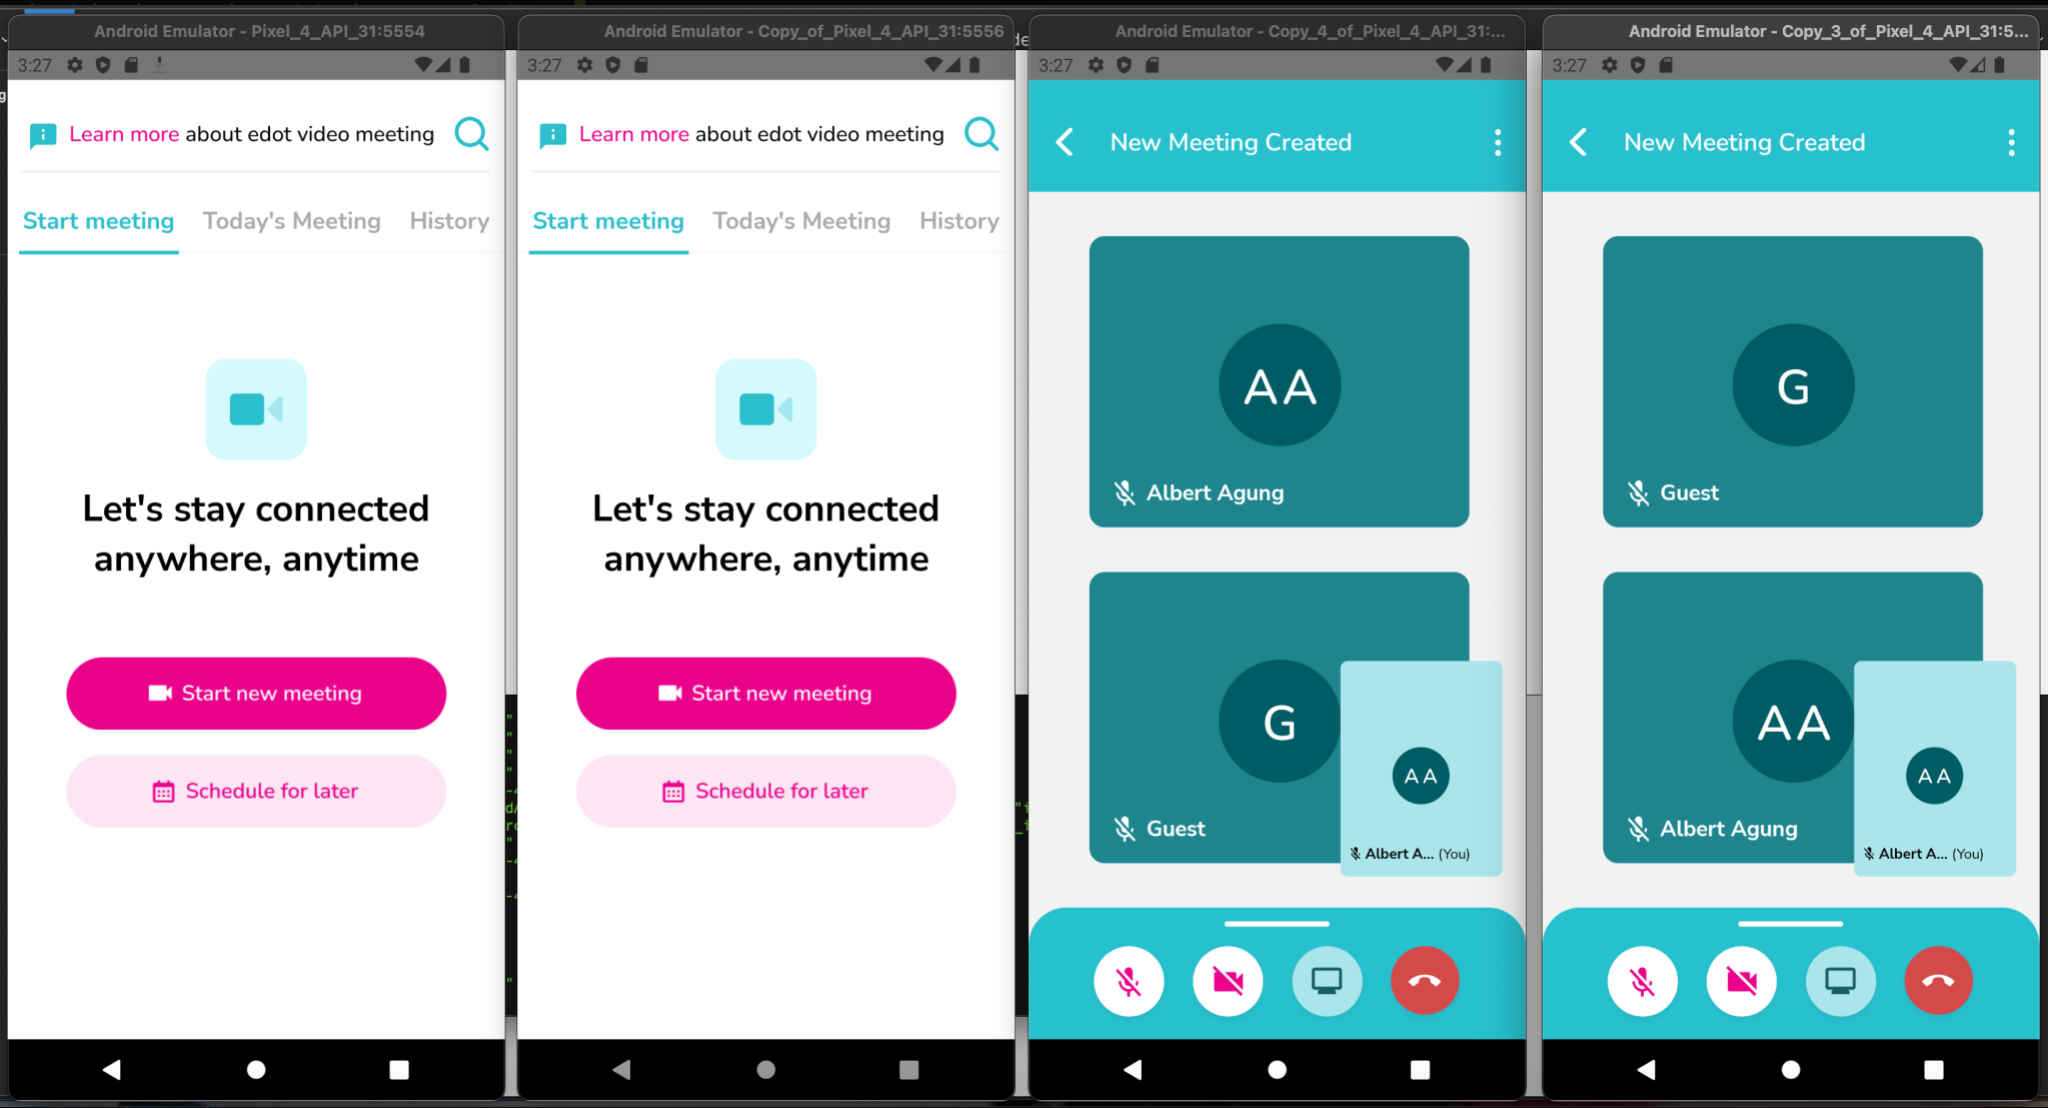 Android Emulator - Pixel_4_API_31:5554
3:27
Learn more about edot video meeting
Start meeting Today's Meeting History
Let's stay connected
anywhere, anytime
Start new meeting
Schedule for later
Android Emulator - Copy_of_Pixel_4_API_31:5556
3:27
Learn more about edot video meeting
Start meeting Today's Meeting History
Let's stay connected
anywhere, anytime
Start new meeting
Schedule for later
Android Emulator - Copy_4_of_Pixel_4_API_31:...
3:27
New Meeting Created
AA
Albert Agung
G
Guest
AA
Albert A... (You)
Android Emulator - Copy_3_of_Pixel_4_API_31:5...
3:27
New Meeting Created
G
Guest
AA
Albert Agung
AA
Albert A... (You)